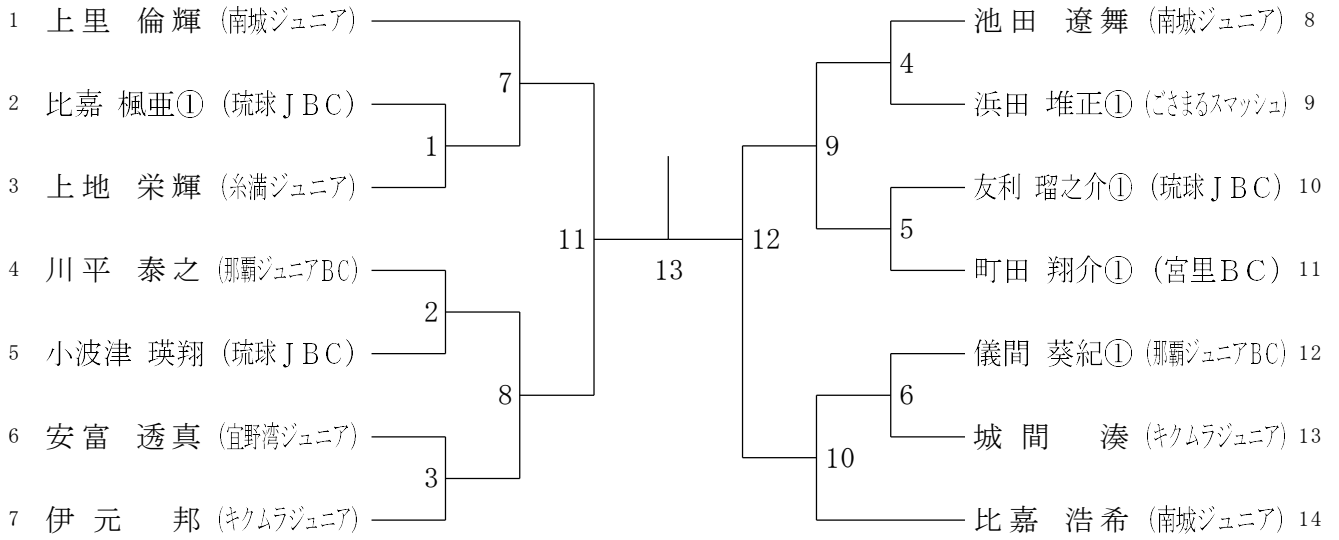 1 上里 倫輝 (南城ジュニア)
2 比嘉 楓亜① (琉球JBC)
3 上地 栄輝 (糸満ジュニア)
4 川平 泰之 (那覇ジュニアBC)
5 小波津 瑛翔 (琉球JBC)
6 安富 透真 (宜野湾ジュニア)
7 伊元 邦 (キクムラジュニア)
7
1
11
2
8
3
13
池田 遼舞 (南城ジュニア) 8
浜田 堆正① (ごさまるスマッシュ) 9
友利 瑠之介① (琉球JBC) 10
町田 翔介① (宮里BC) 11
儀間 葵紀① (那覇ジュニアBC) 12
城間 湊 (キクムラジュニア) 13
比嘉 浩希 (南城ジュニア) 14
4
9
5
12
6
10